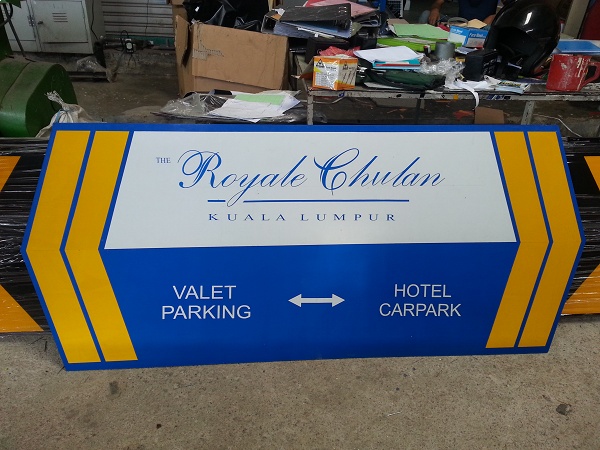 THE Royale Chulan
KUALA LUMPUR
VALET PARKING
HOTEL CARPARK